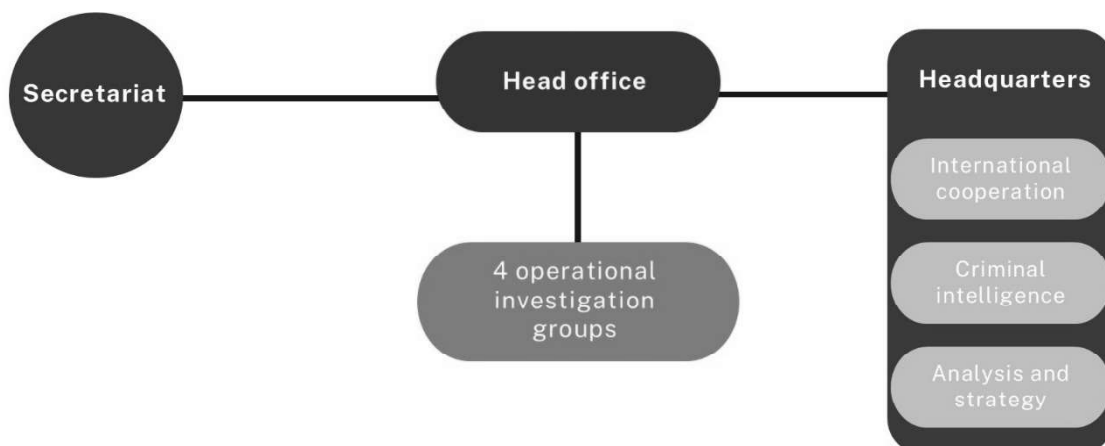 Secretariat
Head office
4 operational
investigation
groups
Headquarters
International
cooperation
Criminal
intelligence
Analysis and
strategy